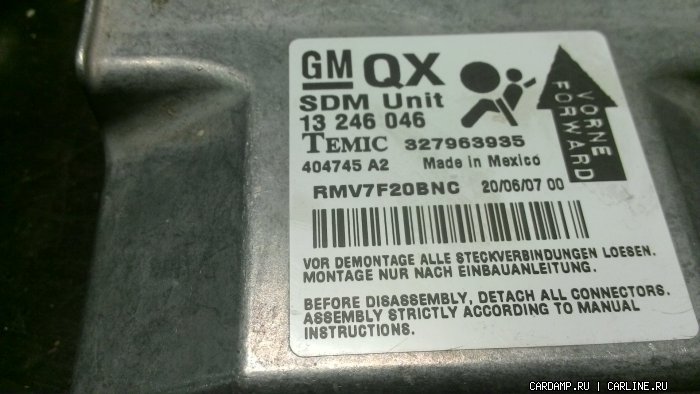 GM QX
SDM Unit
13 246 046
TEMIC 327963935
404745 A2 Made in Mexico
VORNE
FORWARD
RMV7F20BNC 20/06/07 00
VOR DEMONTAGE ALLE STECKVERBINDUNGEN LOESEN.
MONTAGE NUR NACH EINBAUANLEITUNG.
BEFORE DISASSEMBLY, DETACH ALL CONNECTORS.
ASSEMBLY STRICTLY ACCORDING TO MANUAL
INSTRUCTIONS.
CARDAMP.RU | CARLINE.RU